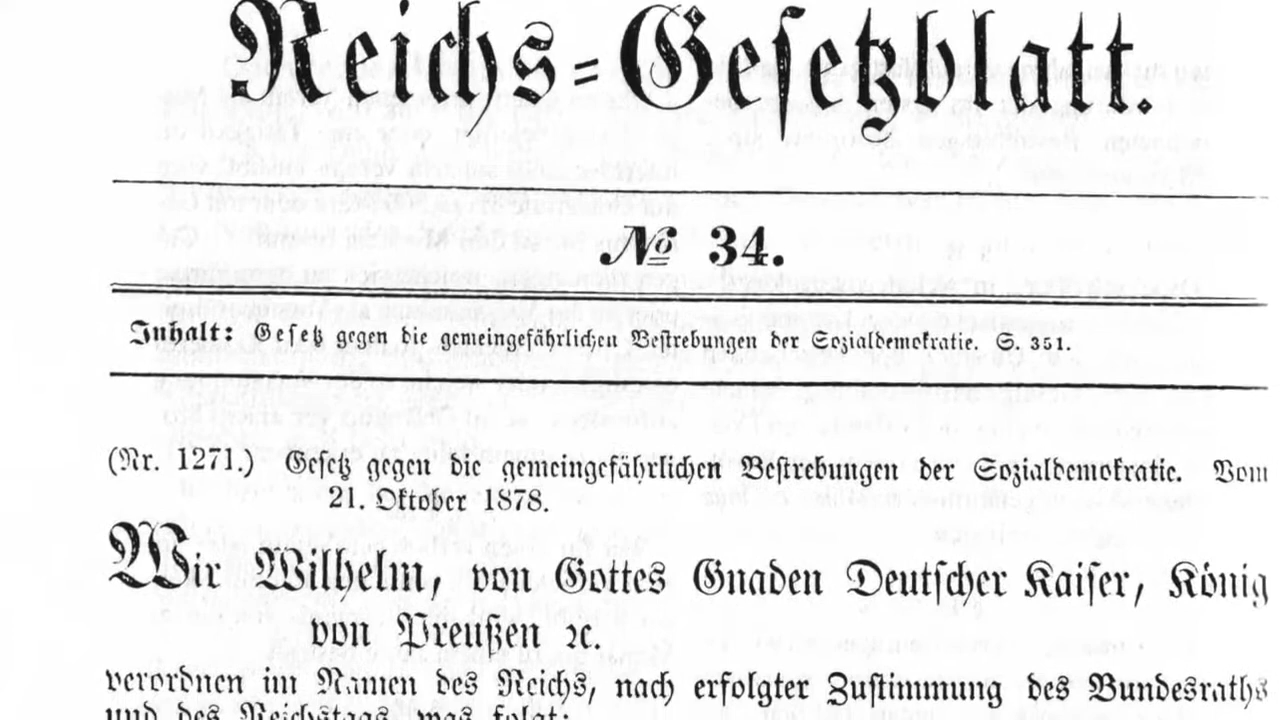 Reichs-Gesetzblatt.
№ 34.
Inhalt: Gesetz gegen die gemeingefährlichen Bestrebungen der Sozialdemokratie. S. 351.
(Nr. 1271.) Gesetz gegen die gemeingefährlichen Bestrebungen der Sozialdemokratie. Vom
21. Oktober 1878.
Wir Wilhelm, von Gottes Gnaden Deutscher Kaiser, König
von Preußen ꝛc.
verordnen im Namen des Reichs, nach erfolgter Zustimmung des Bundesraths
und des Reichstags, was folgt: